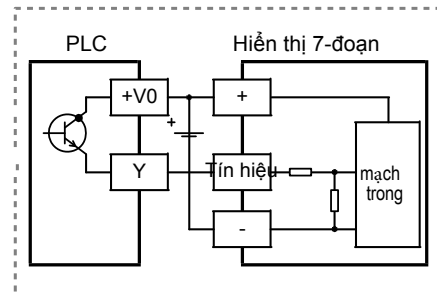 PLC
Hiển thị 7-đoạn
+V0
+
+
Y
Tín hiệu
mạch
trong
-